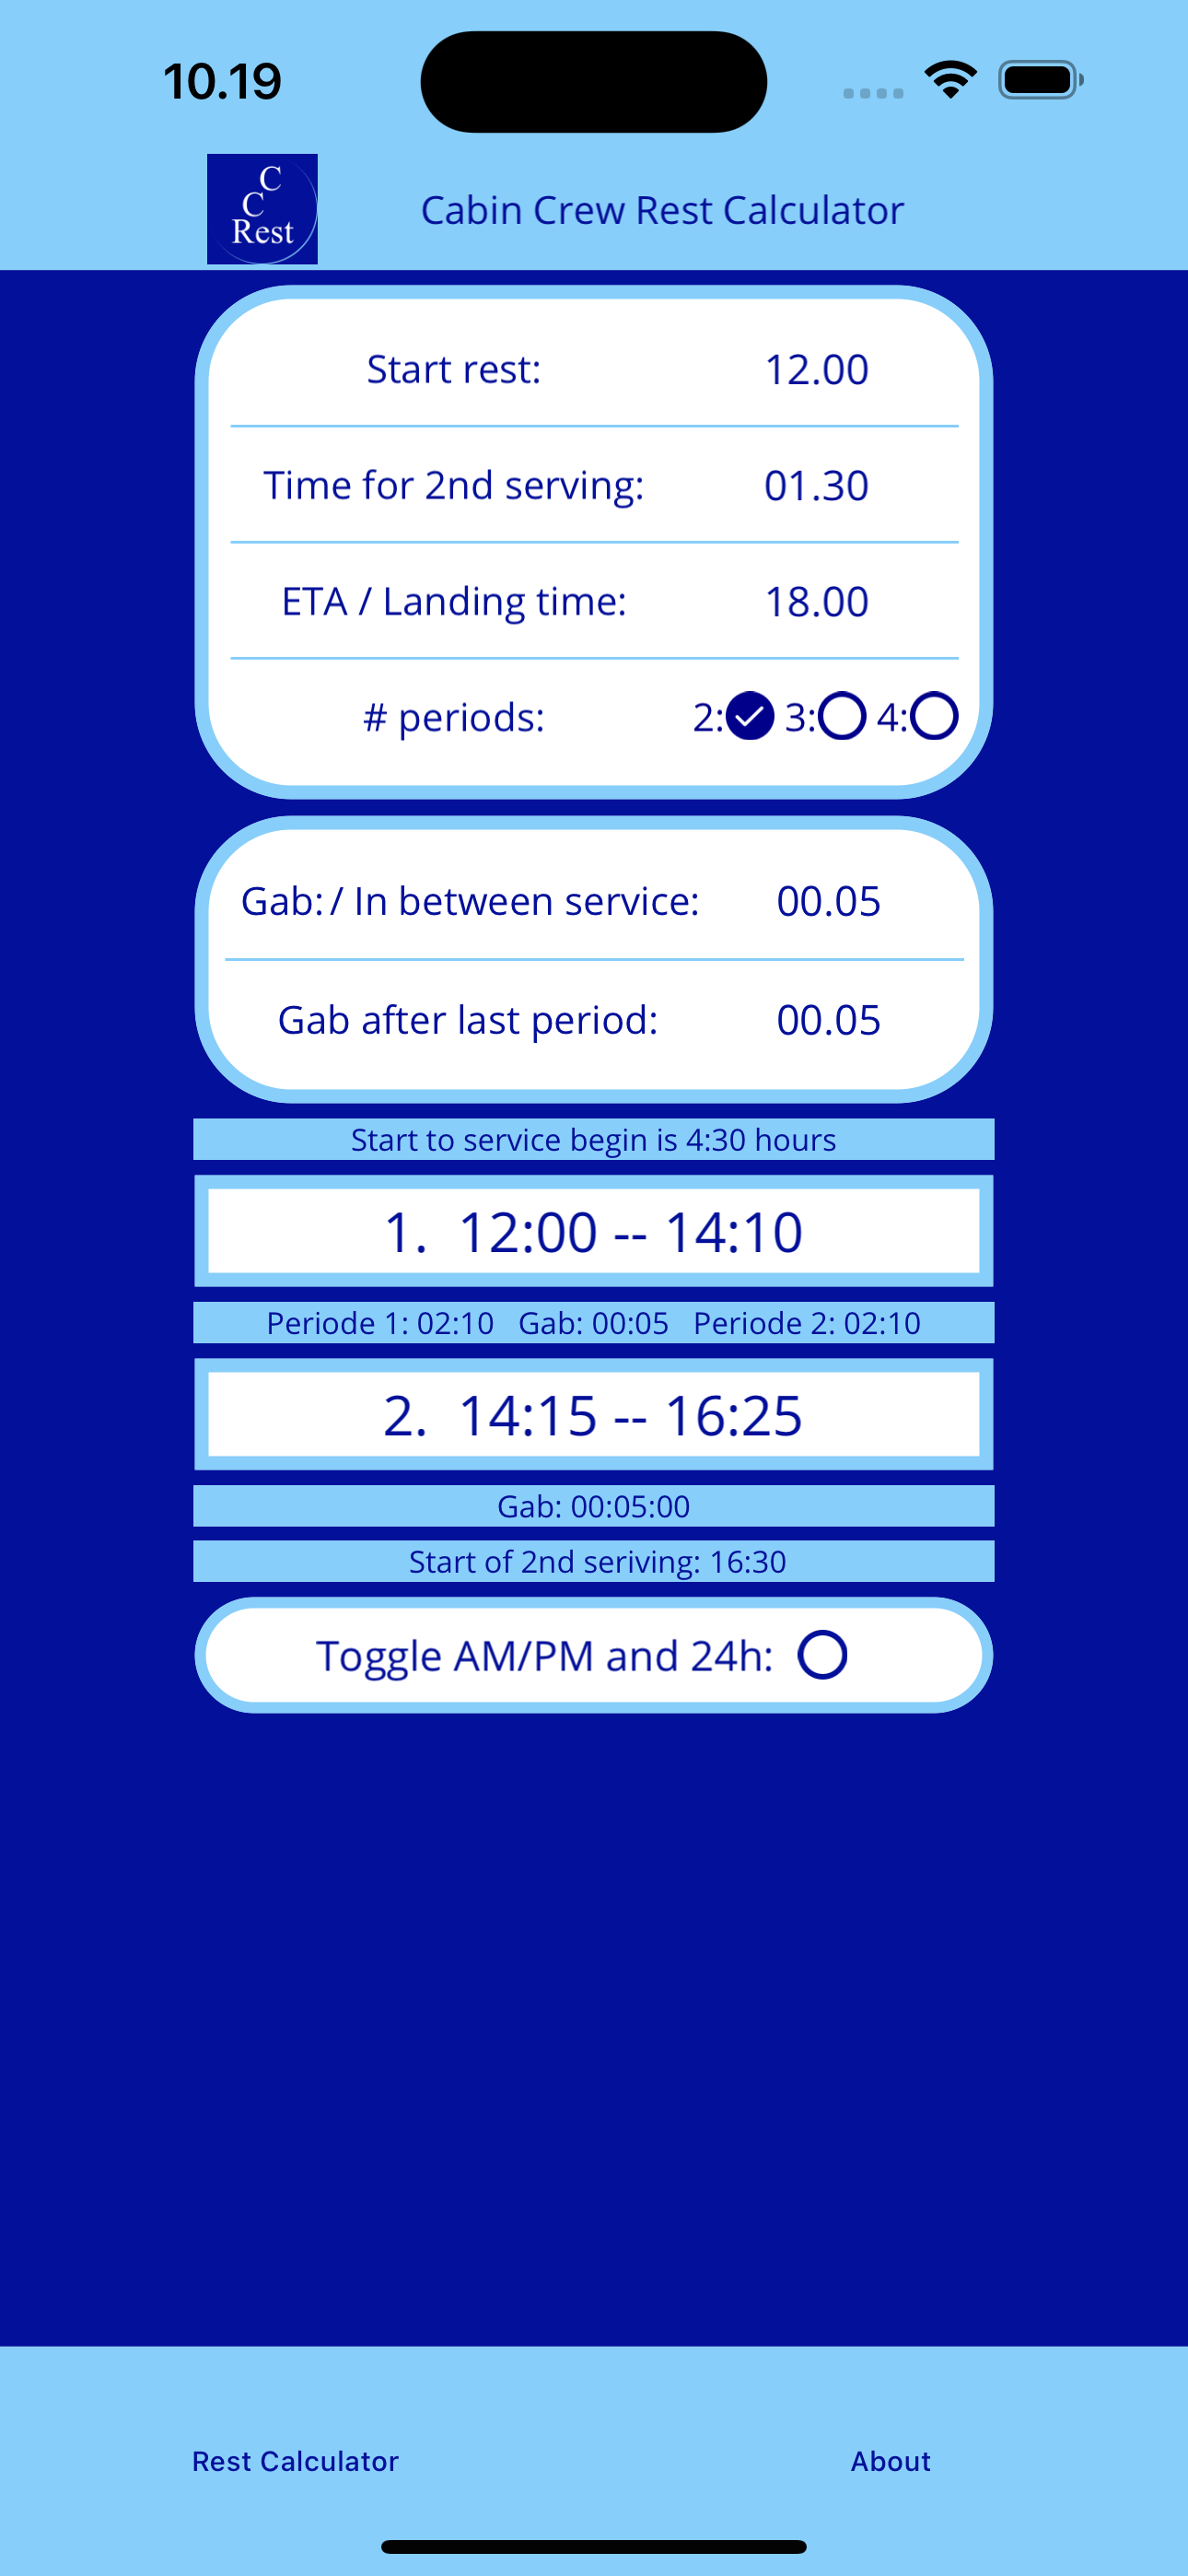 10.19
C
C
Rest
Cabin Crew Rest Calculator
Start rest: 12.00
Time for 2nd serving: 01.30
ETA / Landing time: 18.00
# periods: 2: 3: 4:
Gab: / In between service: 00.05
Gab after last period: 00.05
Start to service begin is 4:30 hours
1. 12:00 -- 14:10
Periode 1: 02:10 Gab: 00:05 Periode 2: 02:10
2. 14:15 -- 16:25
Gab: 00:05:00
Start of 2nd seriving: 16:30
Toggle AM/PM and 24h:
Rest Calculator About